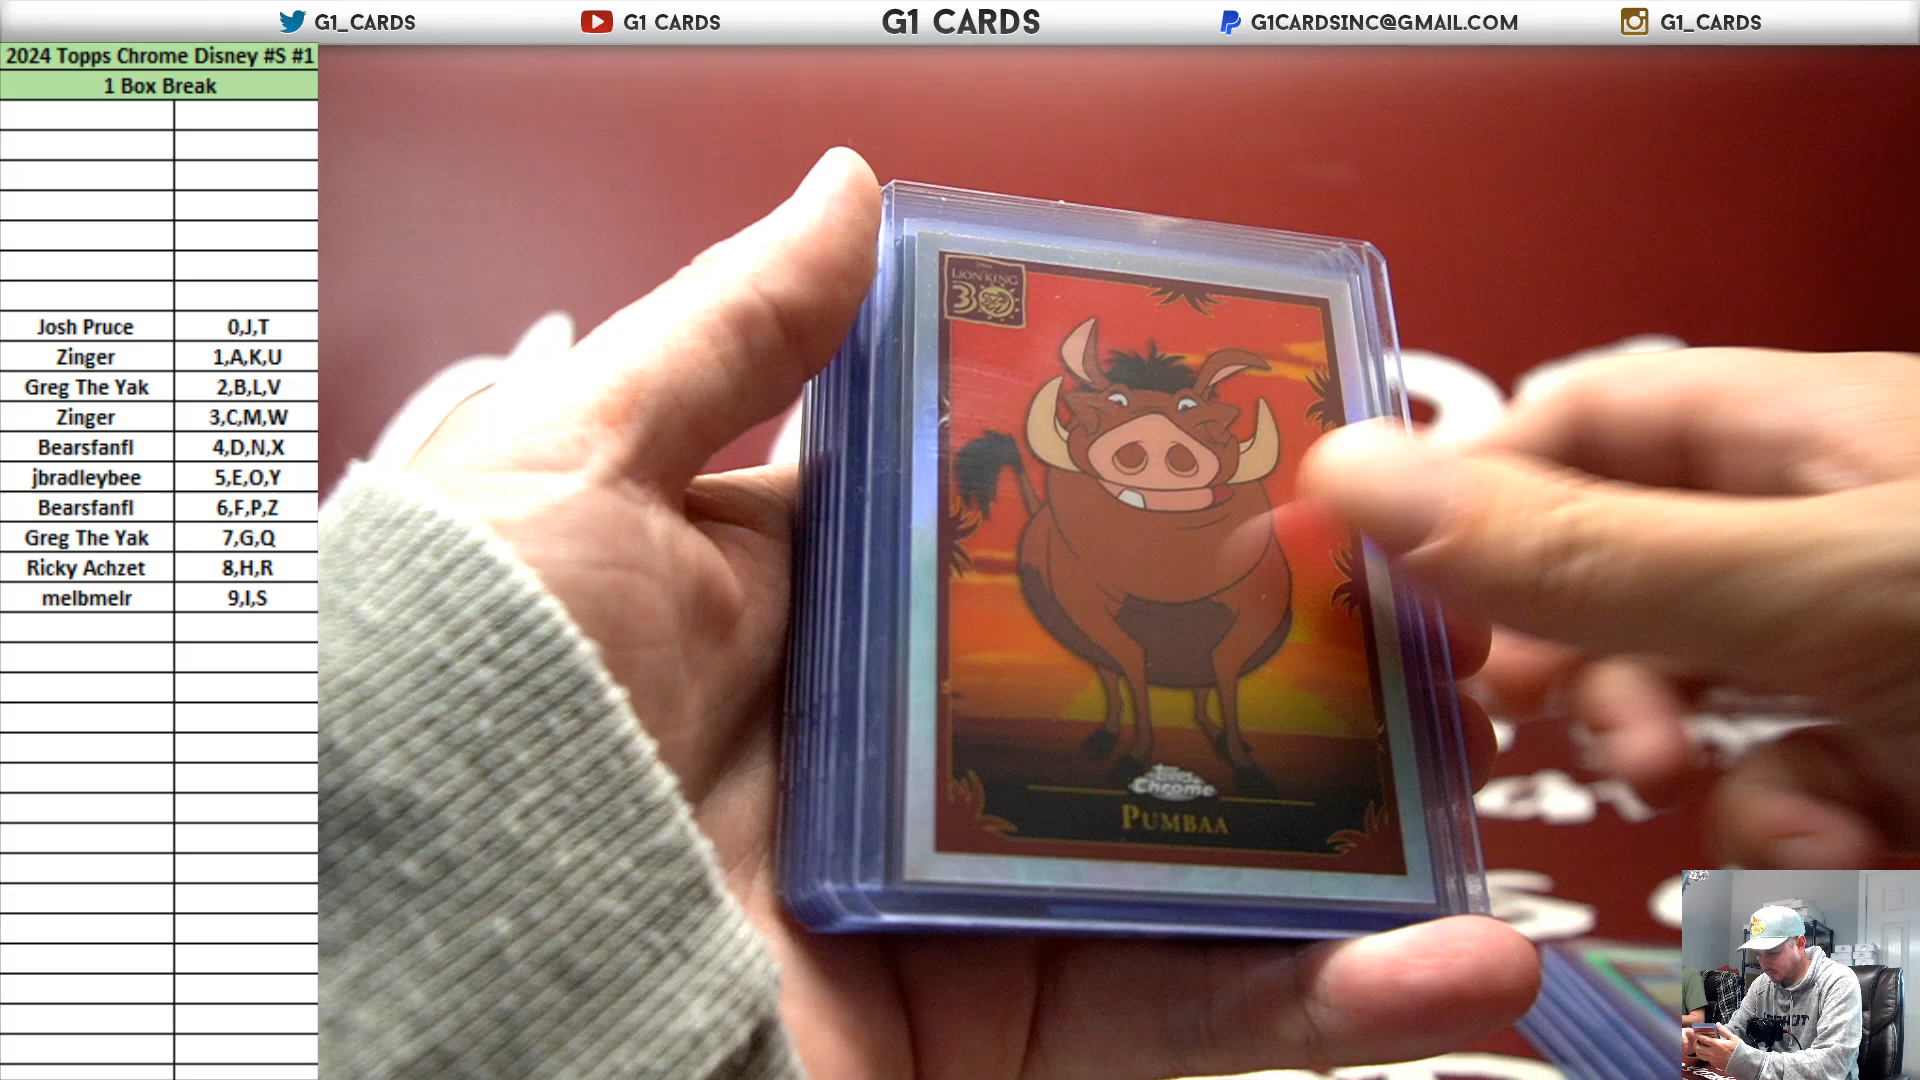 G1_CARDS
G1 CARDS
G1 CARDS
G1CARDSINC@GMAIL.COM
G1_CARDS
2024 Topps Chrome Disney #S #1
1 Box Break
Josh Pruce 0,J,T
Zinger 1,A,K,U
Greg The Yak 2,B,L,V
Zinger 3,C,M,W
Bearsfanfl 4,D,N,X
jbradleybee 5,E,O,Y
Bearsfanfl 6,F,P,Z
Greg The Yak 7,G,Q
Ricky Achzet 8,H,R
melbmelr 9,I,S
LION KING
30
Topps
Chrome
PUMBAA